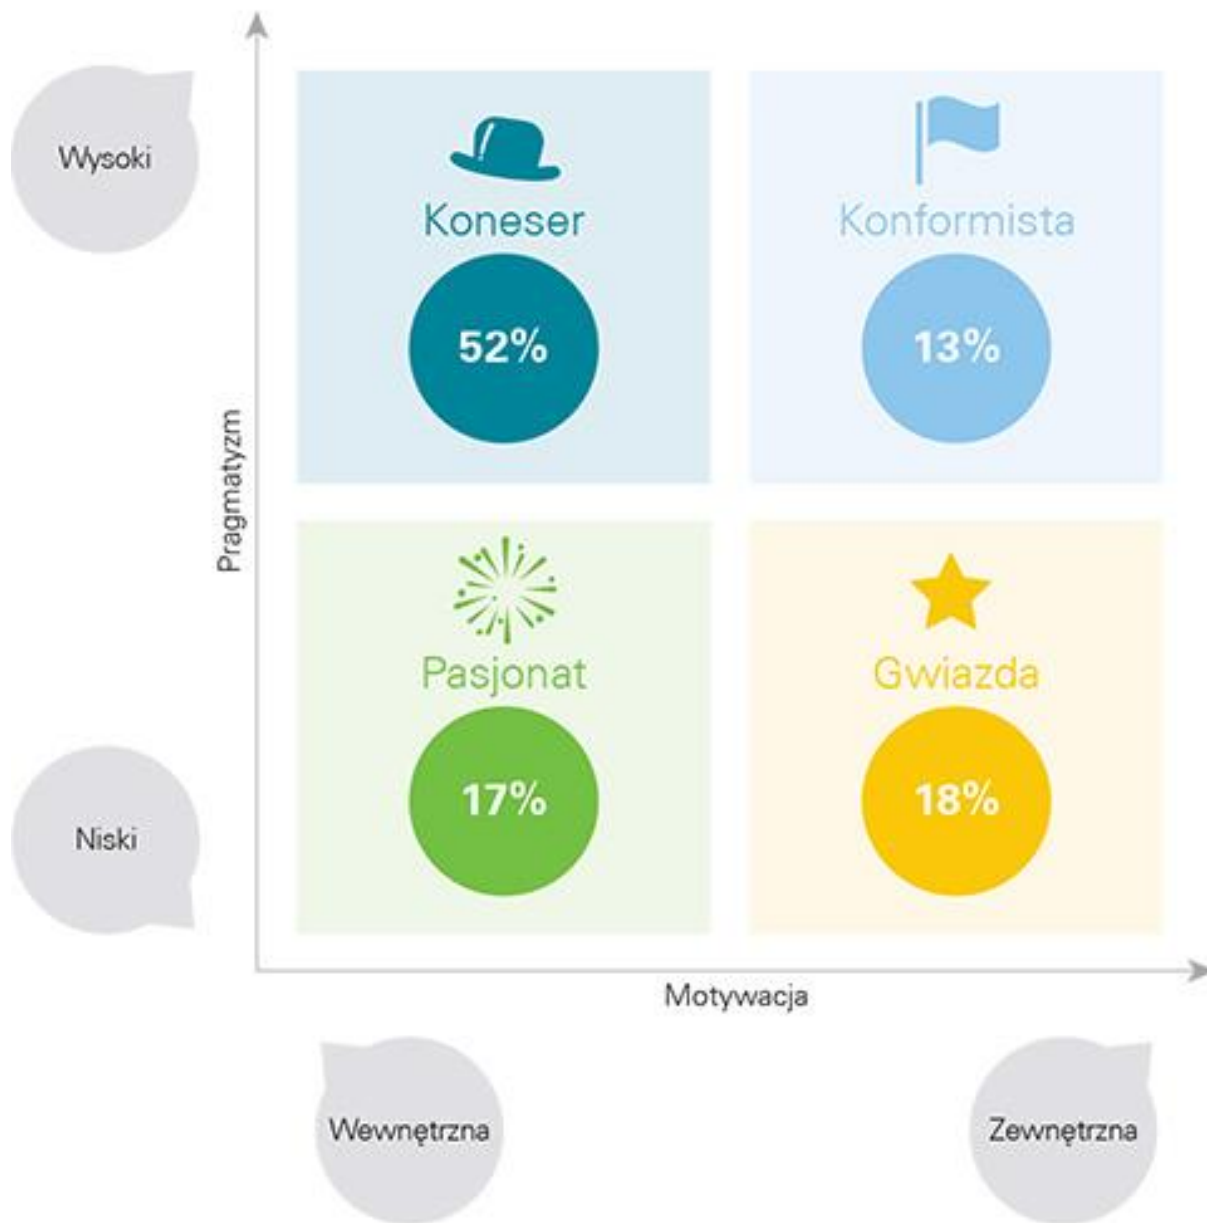 Wysoki
Koneser
Konformista
52%
13%
Pragmatyzm
Pasjonat
Gwiazda
17%
18%
Niski
Motywacja
Wewnętrzna
Zewnętrzna